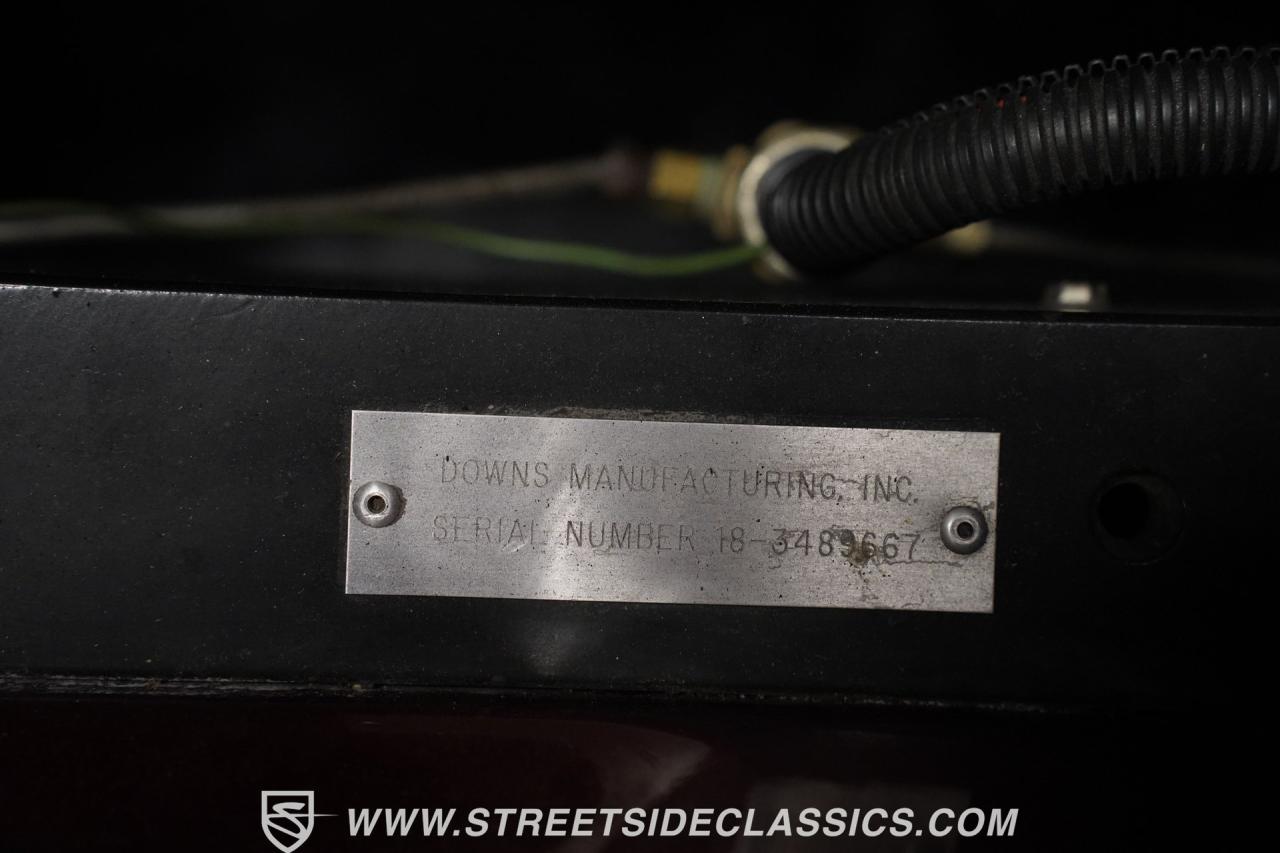 DOWNS MANUFACTURING, INC.
SERIAL NUMBER 18-3489667
WWW.STREETSIDECLASSICS.COM